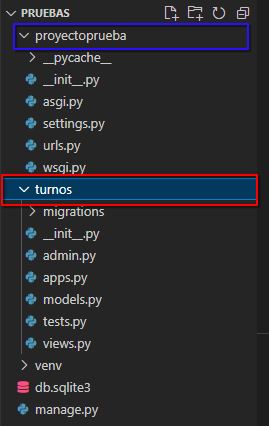 PRUEBAS
proyectoprueba
__pycache__
__init__.py
asgi.py
settings.py
urls.py
wsgi.py
turnos
migrations
__init__.py
admin.py
apps.py
models.py
tests.py
views.py
venv
db.sqlite3
manage.py